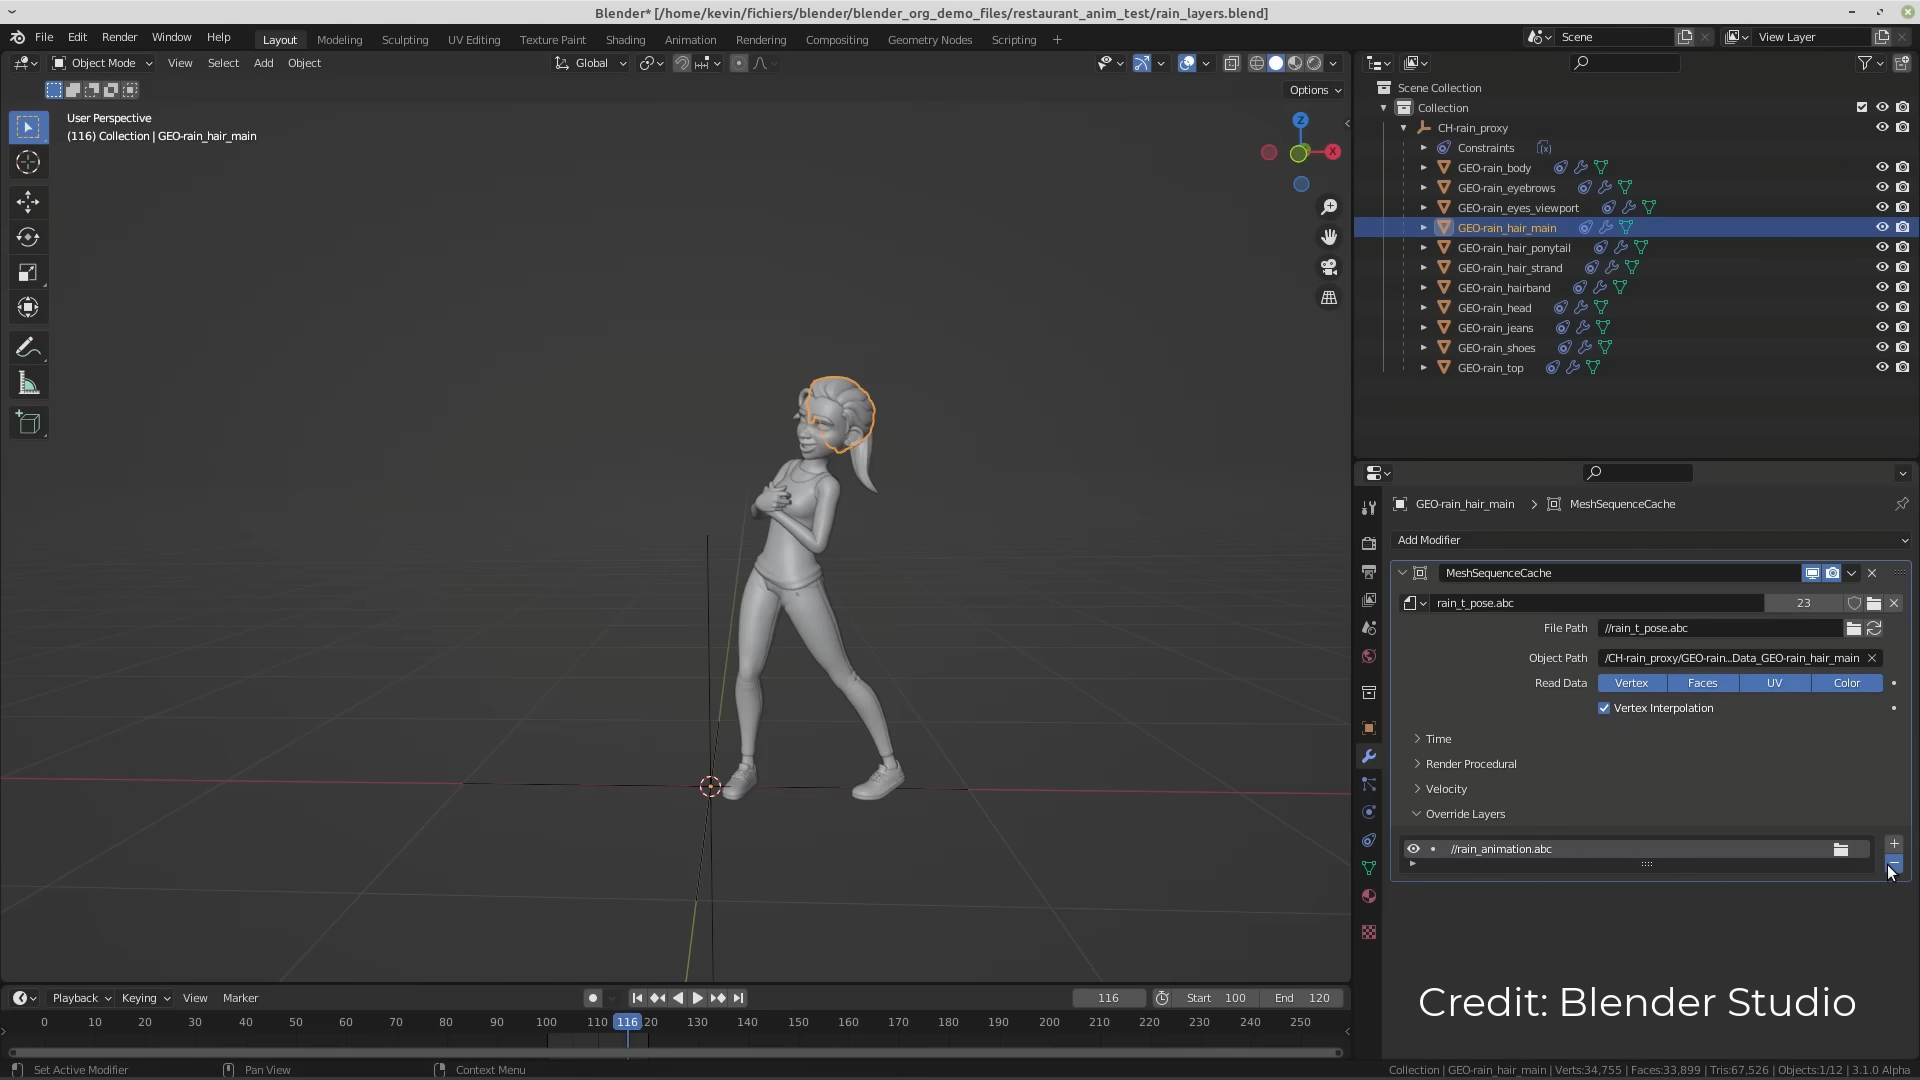 Blender* [/home/kevin/fichiers/blender/blender_org_demo_files/restaurant_anim_test/rain_layers.blend]
File Edit Render Window Help Layout Modeling Sculpting UV Editing Texture Paint Shading Animation Rendering Compositing Geometry Nodes Scripting + Scene View Layer
Object Mode View Select Add Object Global
Options
User Perspective
(116) Collection | GEO-rain_hair_main
Z
X
Scene Collection
Collection
CH-rain_proxy
Constraints
GEO-rain_body
GEO-rain_eyebrows
GEO-rain_eyes_viewport
GEO-rain_hair_main
GEO-rain_hair_ponytail
GEO-rain_hair_strand
GEO-rain_hairband
GEO-rain_head
GEO-rain_jeans
GEO-rain_shoes
GEO-rain_top
GEO-rain_hair_main > MeshSequenceCache
Add Modifier
MeshSequenceCache
rain_t_pose.abc 23
File Path //rain_t_pose.abc
Object Path /CH-rain_proxy/GEO-rain...Data_GEO-rain_hair_main
Read Data Vertex Faces UV Color
Vertex Interpolation
Time
Render Procedural
Velocity
Override Layers
//rain_animation.abc
Credit: Blender Studio
Playback Keying View Marker 116 Start 100 End 120
0 10 20 30 40 50 60 70 80 90 100 110 116 20 130 140 150 160 170 180 190 200 210 220 230 240 250
Set Active Modifier Pan View Context Menu Collection | GEO-rain_hair_main | Verts:34,755 | Faces:33,899 | Tris:67,526 | Objects:1/12 | 3.1.0 Alpha